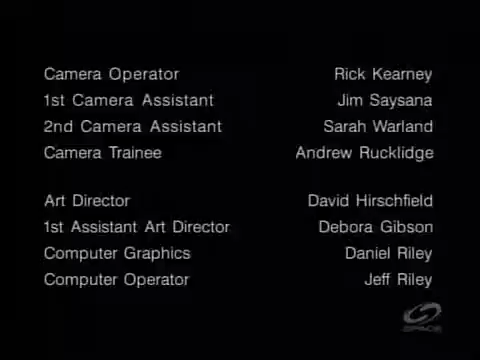 Camera Operator Rick Kearney
1st Camera Assistant Jim Saysana
2nd Camera Assistant Sarah Warland
Camera Trainee Andrew Rucklidge
Art Director David Hirschfield
1st Assistant Art Director Debora Gibson
Computer Graphics Daniel Riley
Computer Operator Jeff Riley
SPACE